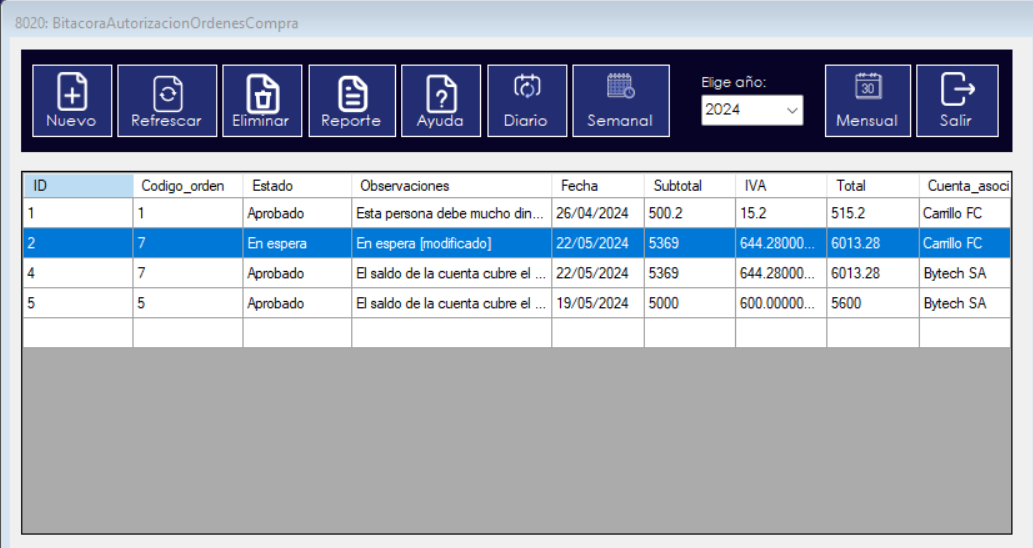 8020: BitacoraAutorizacionOrdenesCompra
Nuevo Refrescar Eliminar Reporte Ayuda Diario Semanal Elige año: 2024 30 Mensual Salir
ID Codigo_orden Estado Observaciones Fecha Subtotal IVA Total Cuenta_asoci
1 1 Aprobado Esta persona debe mucho din... 26/04/2024 500.2 15.2 515.2 Carrillo FC
2 7 En espera En espera [modificado] 22/05/2024 5369 644.28000... 6013.28 Carrillo FC
4 7 Aprobado El saldo de la cuenta cubre el ... 22/05/2024 5369 644.28000... 6013.28 Bytech SA
5 5 Aprobado El saldo de la cuenta cubre el ... 19/05/2024 5000 600.00000... 5600 Bytech SA